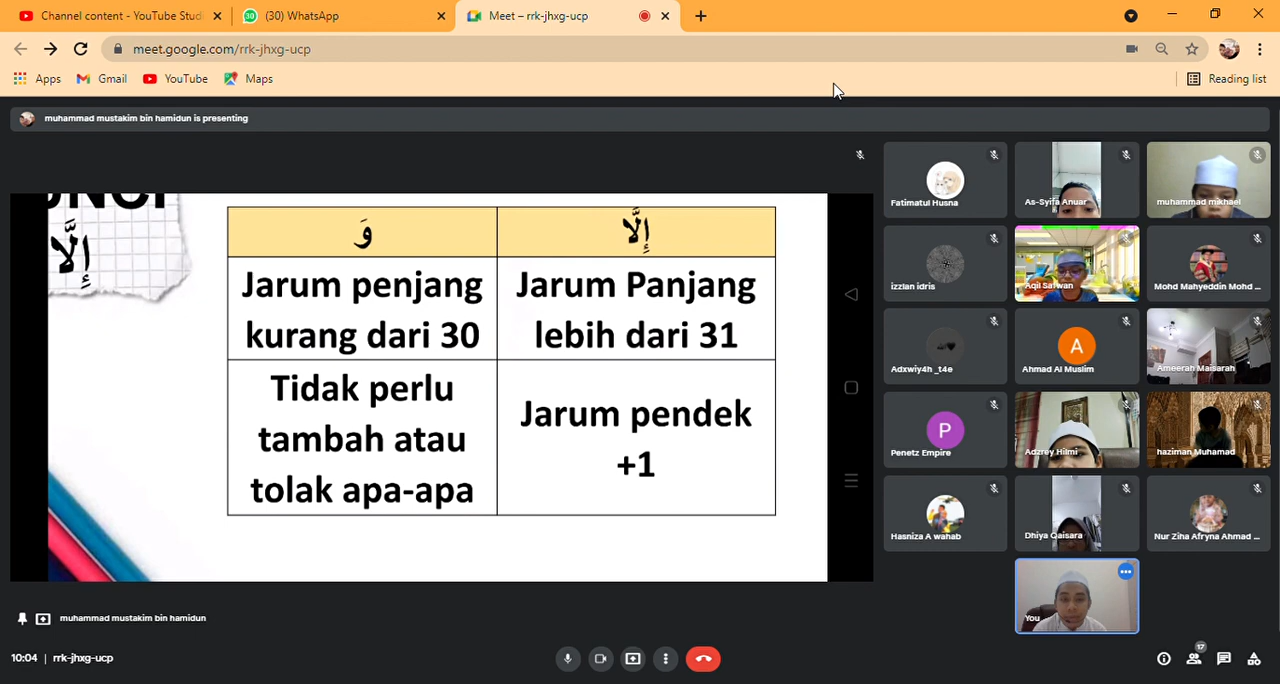 Channel content - YouTube Studi
(30) WhatsApp
Meet – rrk-jhxg-ucp
meet.google.com/rrk-jhxg-ucp
Apps
Gmail
YouTube
Maps
Reading list
muhammad mustakim bin hamidun is presenting
إِلَّا
وَ
إِلَّا
Jarum penjang
kurang dari 30
Jarum Panjang
lebih dari 31
Tidak perlu
tambah atau
tolak apa-apa
Jarum pendek
+1
Fatimatul Husna
As-Syifa Anuar
muhammad mikhael
izzlan idris
Aqil Safwan
Mohd Mahyeddin Mohd ...
Adxwiy4h _t4e
A
Ahmad Al Muslim
Ameerah Maisarah
P
Penetz Empire
Adzrey Hilmi
haziman Muhamad
Hasniza A wahab
Dhiya Qaisara
Nur Ziha Afryna Ahmad ...
You
muhammad mustakim bin hamidun
10:04 | rrk-jhxg-ucp
17